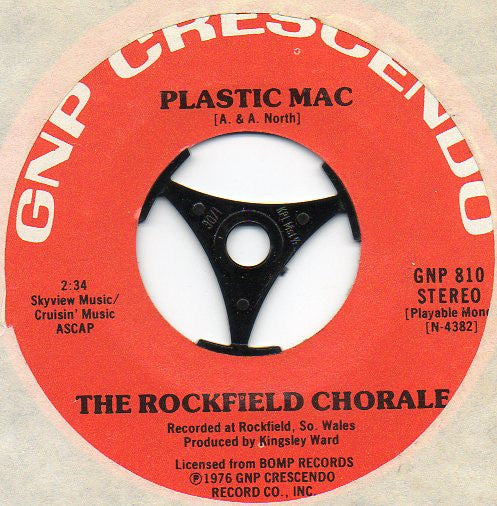 GNP CRESCENDO
PLASTIC MAC
[A. & A. North]
2:34
Skyview Music/
Cruisin' Music
ASCAP
GNP 810
STEREO
[Playable Mono
[N-4382]
THE ROCKFIELD CHORALE
Recorded at Rockfield, So. Wales
Produced by Kingsley Ward
Licensed from BOMP RECORDS
Ⓟ1976 GNP CRESCENDO
RECORD CO., INC.